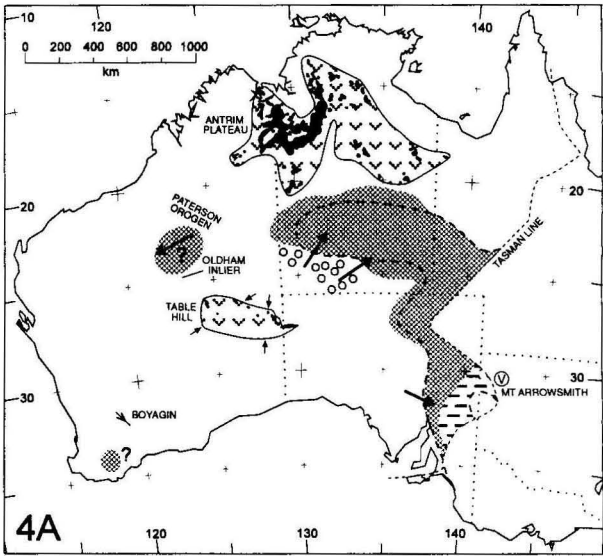 10
120
140
0 200 400 600 800 1000
km
R
ANTRIM
PLATEAU
20
20
PATERSON
OROGEN
?
OLDHAM
INLIER
TASMAN LINE
TABLE
HILL
V
MT ARROWSMITH
30
30
BOYAGIN
?
4A
120
130
140